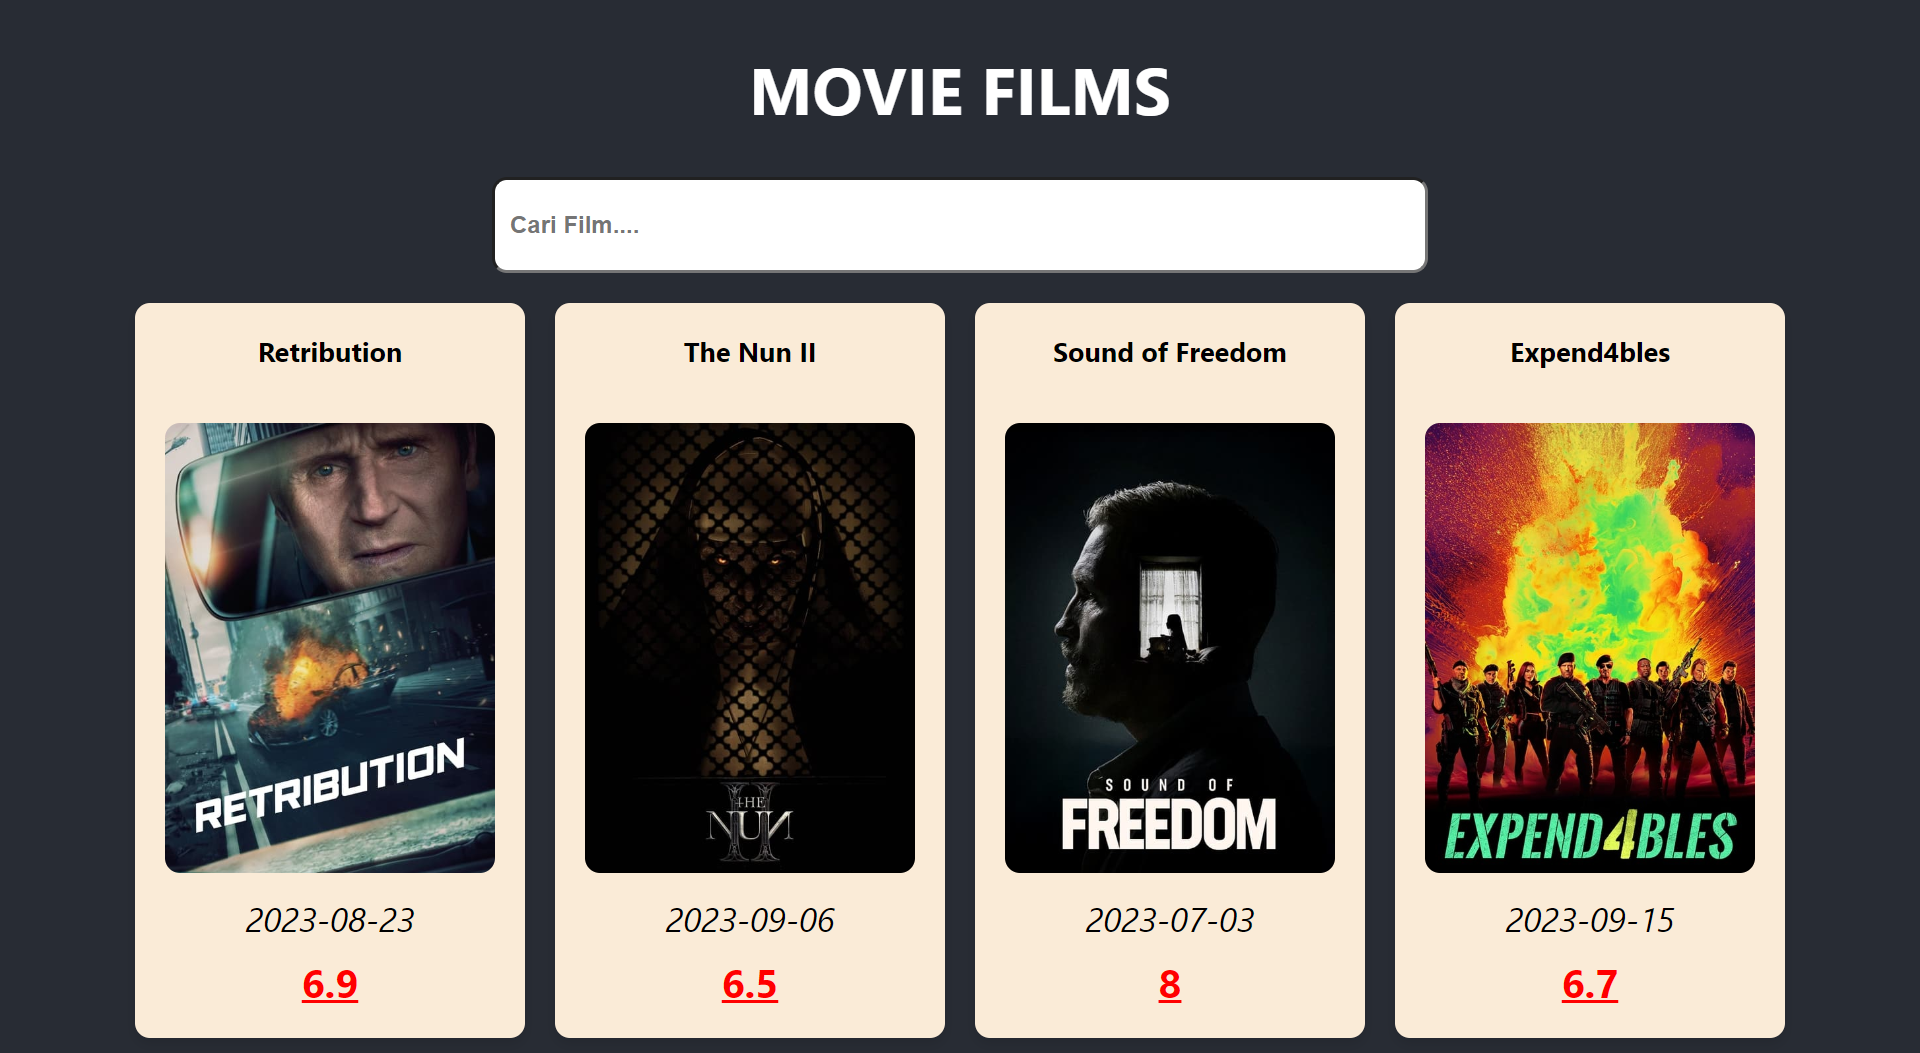 MOVIE FILMS
Cari Film....
Retribution
RETRIBUTION
2023-08-23
6.9
The Nun II
THE
NUN
II
2023-09-06
6.5
Sound of Freedom
SOUND OF
FREEDOM
2023-07-03
8
Expend4bles
EXPEND4BLES
2023-09-15
6.7